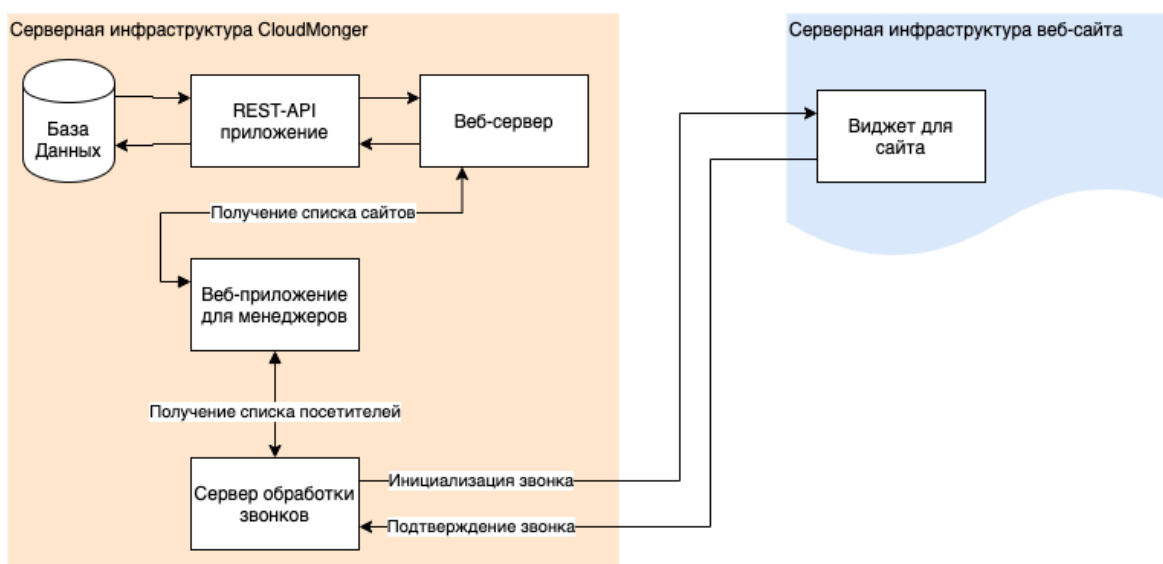 Серверная инфраструктура CloudMonger
Серверная инфраструктура веб-сайта
База
Данных
REST-API
приложение
Веб-сервер
Виджет для
сайта
Получение списка сайтов
Веб-приложение
для менеджеров
Получение списка посетителей
Сервер обработки
звонков
Инициализация звонка
Подтверждение звонка